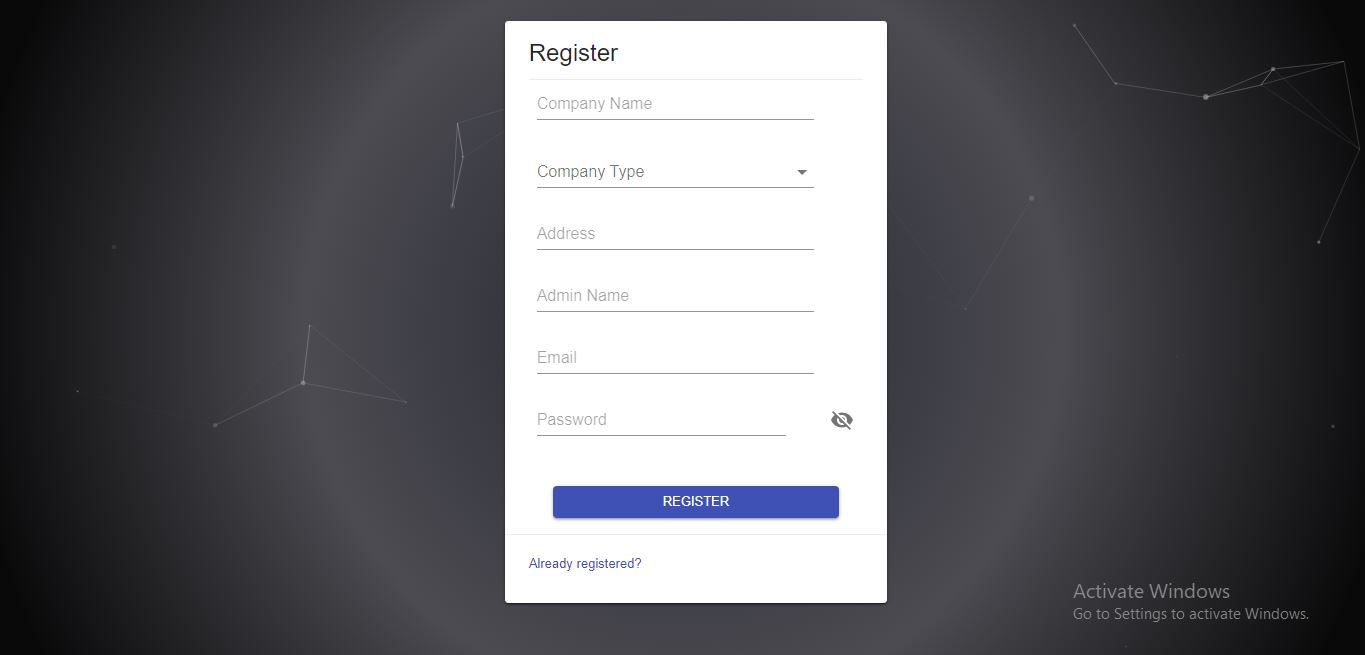 Register
Company Name
Company Type
Address
Admin Name
Email
Password
REGISTER
Already registered?
Activate Windows
Go to Settings to activate Windows.